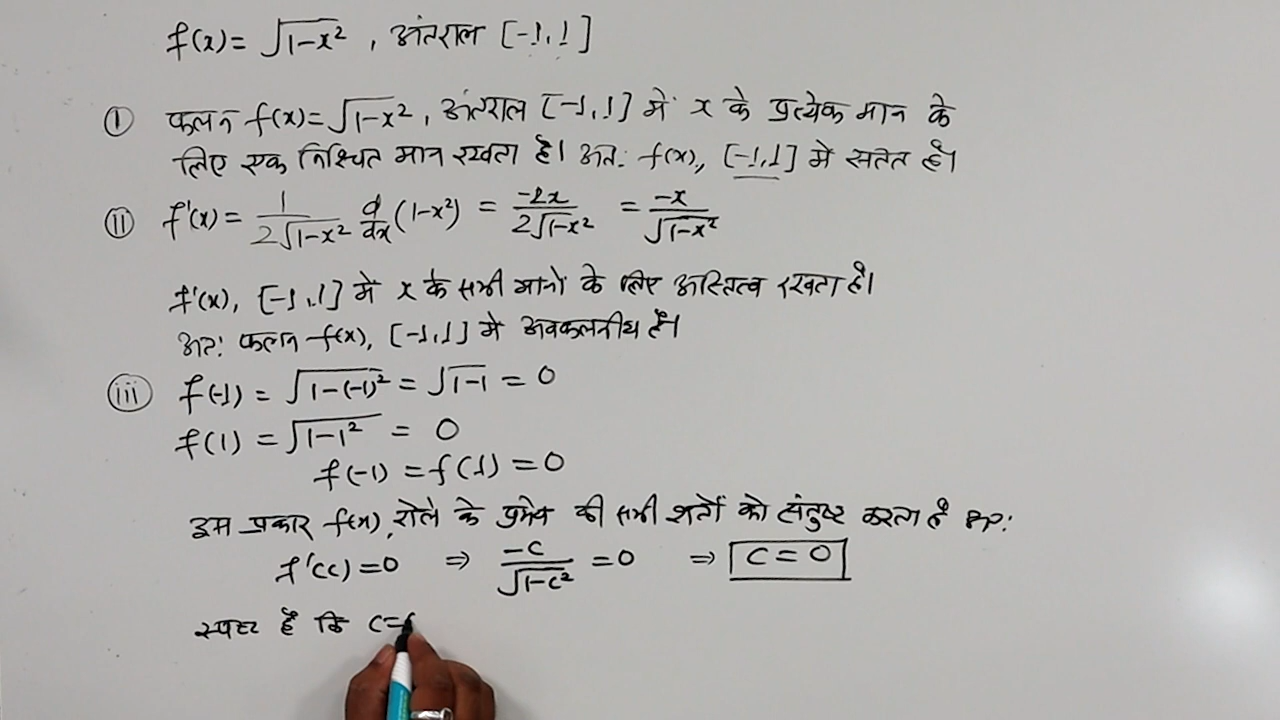 f(x) = √1-x² , अंतराल [-1,1]
(i) फलन f(x) = √1-x² , अंतराल [-1,1] में x के प्रत्येक मान के
लिए एक निश्चित मान रखता है। अतः f(x), [-1,1] में सतत है।
(ii) f'(x) = 1/2√1-x² d/dx (1-x²) = -2x/2√1-x² = -x/√1-x²
f'(x), [-1,1] में x के सभी मानों के लिए अस्तित्व रखता है।
अतः फलन f(x), [-1,1] में अवकलनीय है।
(iii) f(-1) = √1-(-1)² = √1-1 = 0
f(1) = √1-1² = 0
f(-1) = f(1) = 0
इस प्रकार f(x), रोले के प्रमेय की सभी शर्तों को संतुष्ट करता है अतः
f'(c) = 0 ⇒ -c/√1-c² = 0 ⇒ c = 0
स्पष्ट है कि c=